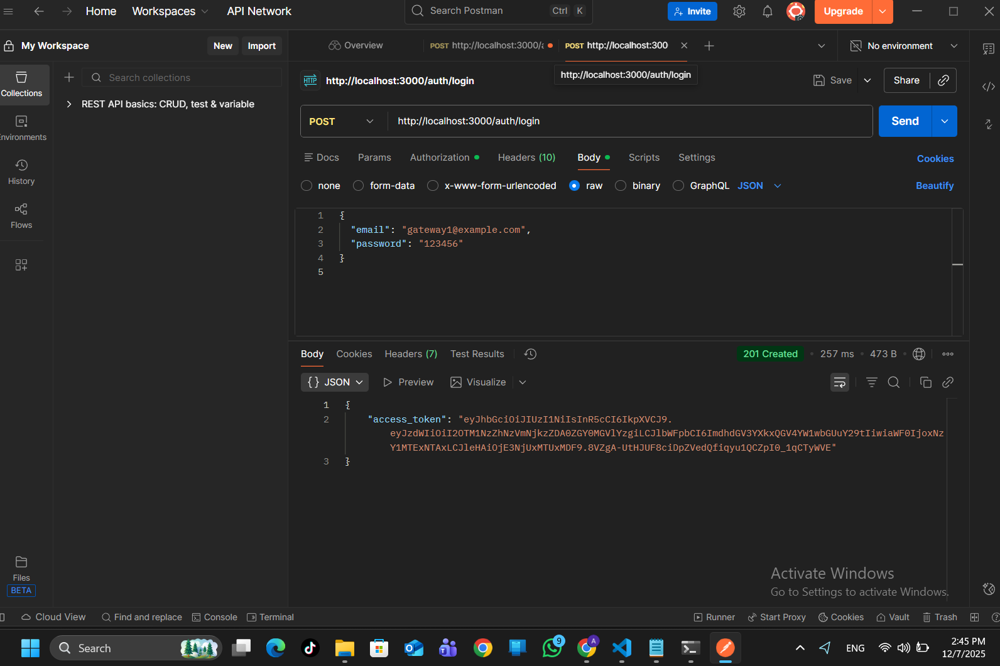 Home Workspaces API Network
Search Postman Ctrl K
Invite
Upgrade
My Workspace New Import
Overview POST http://localhost:3000/a POST http://localhost:300
No environment
Collections
Search collections
REST API basics: CRUD, test & variable
nvironments
History
Flows
Files
BETA
HTTP http://localhost:3000/auth/login
http://localhost:3000/auth/login
Save Share
POST http://localhost:3000/auth/login Send
Docs Params Authorization Headers (10) Body Scripts Settings Cookies
none form-data x-www-form-urlencoded raw binary GraphQL JSON Beautify
1 {
2 "email": "gateway1@example.com",
3 "password": "123456"
4 }
5
Body Cookies Headers (7) Test Results 201 Created 257 ms 473 B
{} JSON Preview Visualize
1 {
2 "access_token": "eyJhbGciOiJIUzI1NiIsInR5cCI6IkpXVCJ9.
eyJzdWIiOiI2OTM1NzZhNzVmNjkzZDA0ZGY0MGVlYzgiLCJlbWFpbCI6ImdhdGV3YXkxQGV4YW1wbGUuY29tIiwiaWF0IjoxNz
Y1MTExNTAxLCJleHAiOjE3NjUxMTUxMDF9.8VZgA-UtHJUF8ciDpZVedQfiqyu1QCZpI0_1qCTyWVE"
3 }
Activate Windows
Go to Settings to activate Windows.
Cloud View Find and replace Console Terminal Runner Start Proxy Cookies Vault Trash
Search
9
A
ENG
2:45 PM
12/7/2025